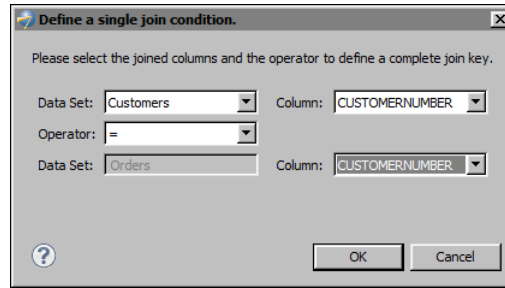 Define a single join condition.
Please select the joined columns and the operator to define a complete join key.
Data Set: Customers Column: CUSTOMERNUMBER
Operator: =
Data Set: Orders Column: CUSTOMERNUMBER
? OK Cancel